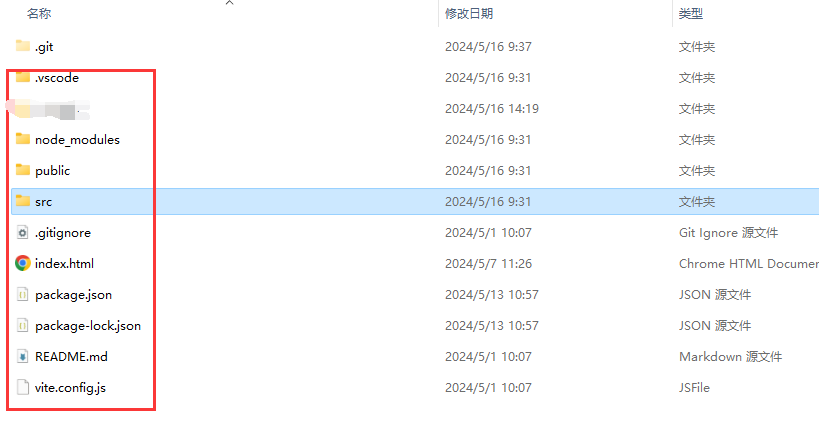 名称 修改日期 类型
.git 2024/5/16 9:37 文件夹
.vscode 2024/5/16 9:31 文件夹
2024/5/16 14:19 文件夹
node_modules 2024/5/16 9:31 文件夹
public 2024/5/16 9:31 文件夹
src 2024/5/16 9:31 文件夹
.gitignore 2024/5/1 10:07 Git Ignore 源文件
index.html 2024/5/7 11:26 Chrome HTML Documen
package.json 2024/5/13 10:57 JSON 源文件
package-lock.json 2024/5/13 10:57 JSON 源文件
README.md 2024/5/1 10:07 Markdown 源文件
vite.config.js 2024/5/1 10:07 JSFile